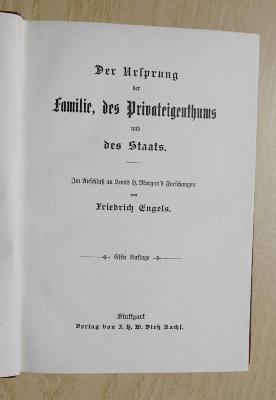 Der Ursprung
der
Familie, des Privateigenthums
und
des Staats.
Im Anschluß an Lewis H. Morgan's Forschungen
von
Friedrich Engels.
Elfte Auflage
Stuttgart
Verlag von J. H. W. Dietz Nachf.